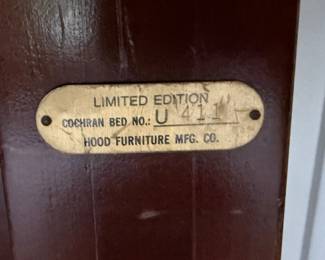 LIMITED EDITION
COCHRAN BED NO.: U 411
HOOD FURNITURE MFG. CO.